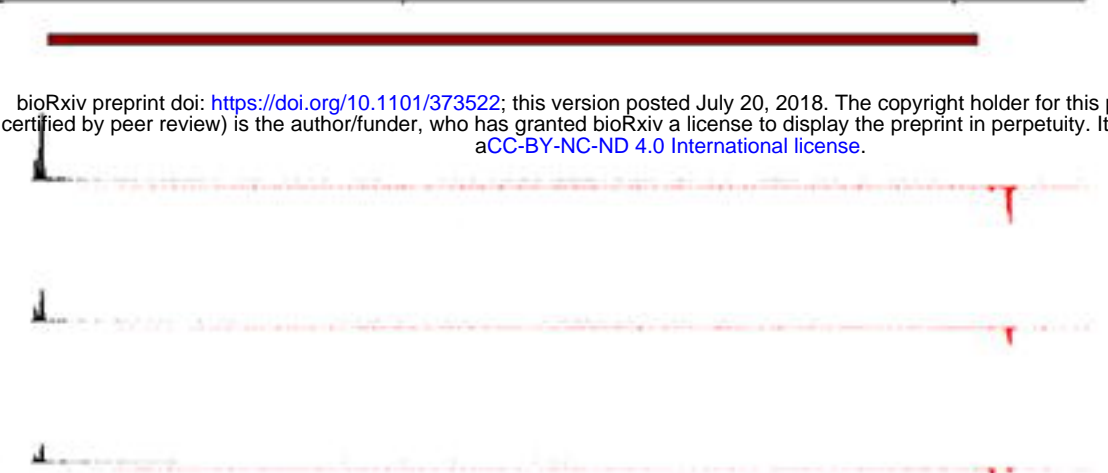 bioRxiv preprint doi: https://doi.org/10.1101/373522; this version posted July 20, 2018. The copyright holder for this
certified by peer review) is the author/funder, who has granted bioRxiv a license to display the preprint in perpetuity. It
aCC-BY-NC-ND 4.0 International license.